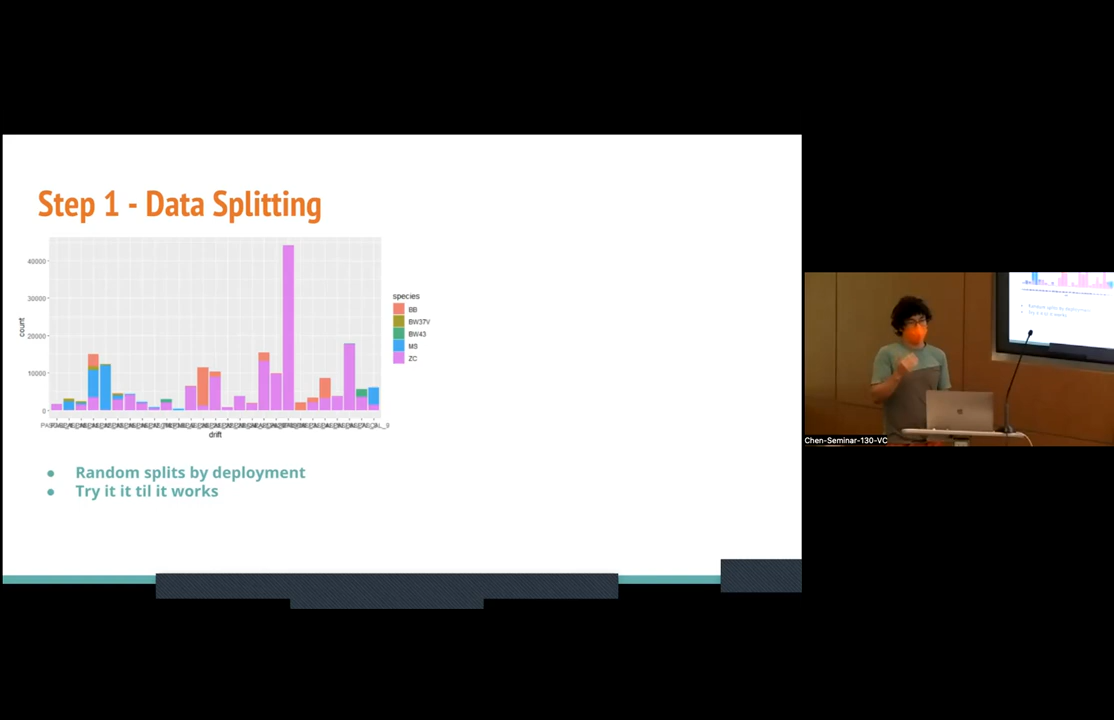 Step 1 - Data Splitting
count
40000
30000
20000
10000
0
drift
species
BB
BW37V
BW43
MS
ZC
● Random splits by deployment
● Try it it til it works
Chen-Seminar-130-VC